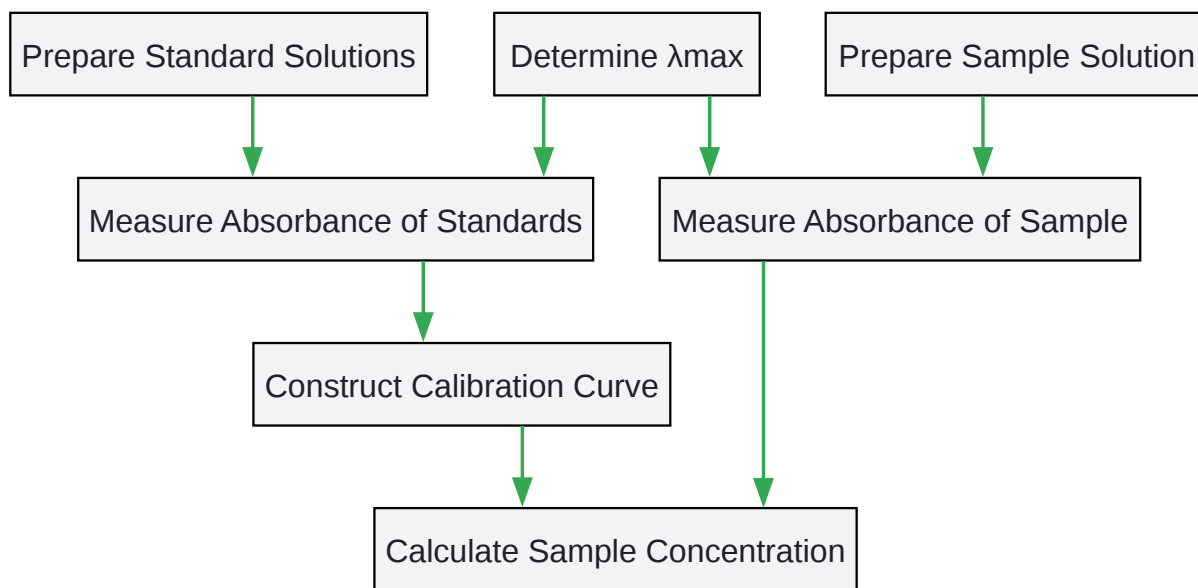 Prepare Standard Solutions
Determine λmax
Prepare Sample Solution
Measure Absorbance of Standards
Measure Absorbance of Sample
Construct Calibration Curve
Calculate Sample Concentration